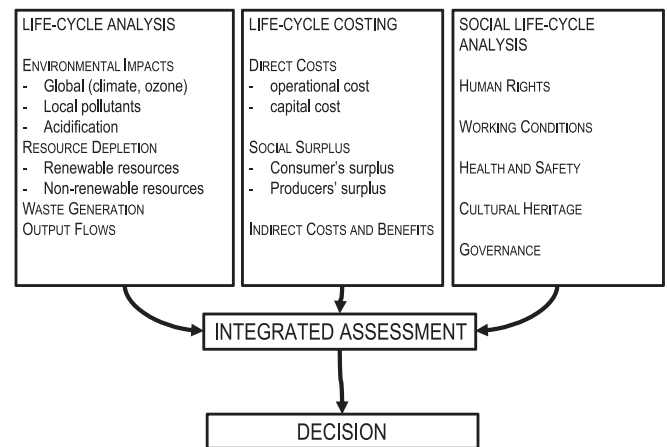 LIFE-CYCLE ANALYSIS
ENVIRONMENTAL IMPACTS
- Global (climate, ozone)
- Local pollutants
- Acidification
RESOURCE DEPLETION
- Renewable resources
- Non-renewable resources
WASTE GENERATION
OUTPUT FLOWS
LIFE-CYCLE COSTING
DIRECT COSTS
- operational cost
- capital cost
SOCIAL SURPLUS
- Consumer's surplus
- Producers' surplus
INDIRECT COSTS AND BENEFITS
SOCIAL LIFE-CYCLE
ANALYSIS
HUMAN RIGHTS
WORKING CONDITIONS
HEALTH AND SAFETY
CULTURAL HERITAGE
GOVERNANCE
INTEGRATED ASSESSMENT
DECISION